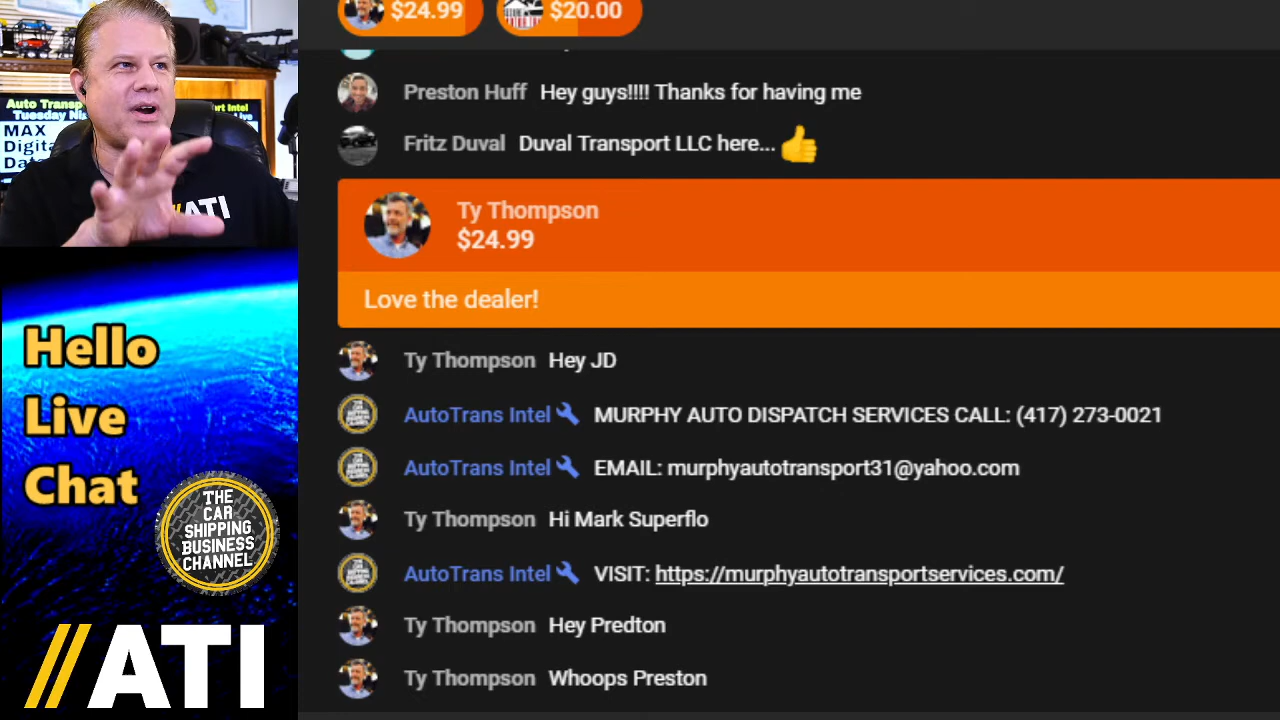 $24.99
$20.00
Auto Transp
rt Intel
Tuesday Ni
Live
MAX
Digita
Data
//ATI
Preston Huff Hey guys!!!! Thanks for having me
Fritz Duval Duval Transport LLC here... 👍
Ty Thompson
$24.99
Love the dealer!
Ty Thompson Hey JD
AutoTrans Intel MURPHY AUTO DISPATCH SERVICES CALL: (417) 273-0021
AutoTrans Intel EMAIL: murphyautotransport31@yahoo.com
Ty Thompson Hi Mark Superflo
AutoTrans Intel VISIT: https://murphyautotransportservices.com/
Ty Thompson Hey Predton
Ty Thompson Whoops Preston
Hello
Live
Chat
THE
CAR
SHIPPING
BUSINESS
CHANNEL
//ATI